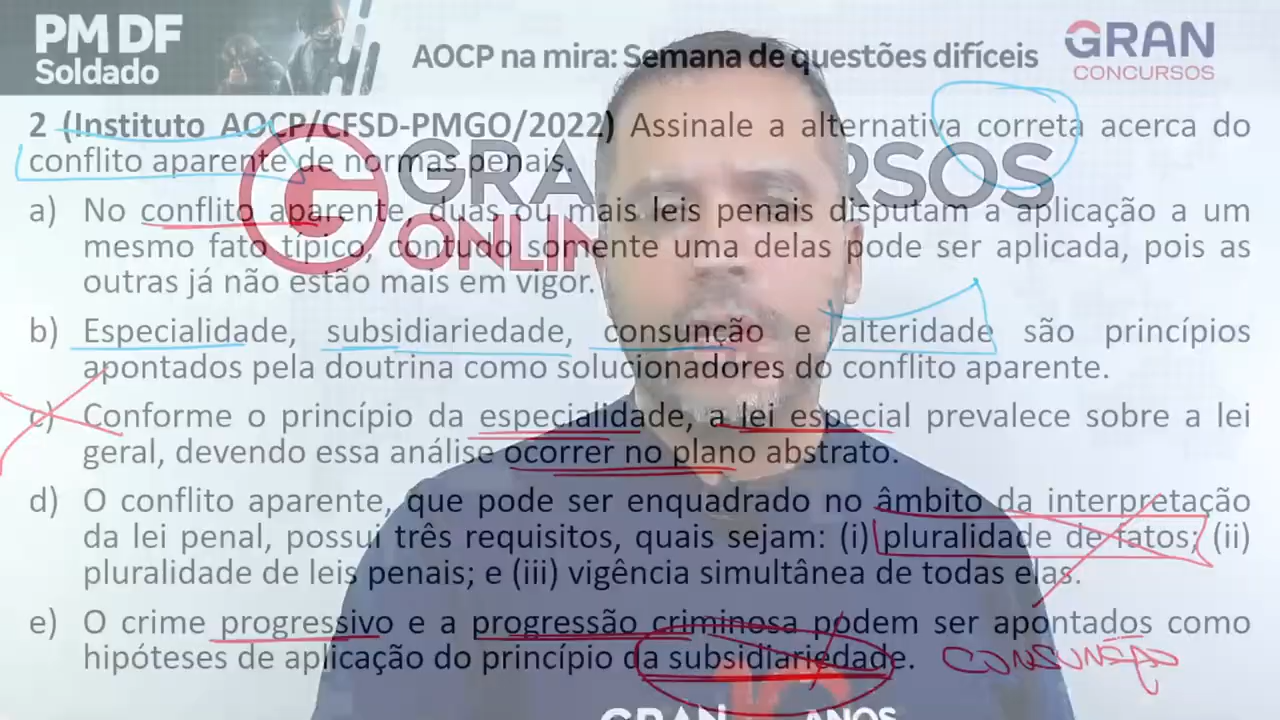 PM DF
Soldado
AOCP na mira: Semana de questões difíceis
GRAN
CONCURSOS
2 (Instituto AOCP/CFSD-PMGO/2022) Assinale a alternativa correta acerca do
conflito aparente de normas penais.
a) No conflito aparente, duas ou mais leis penais disputam a aplicação a um
mesmo fato típico, contudo somente uma delas pode ser aplicada, pois as
outras já não estão mais em vigor.
b) Especialidade, subsidiariedade, consunção e alteridade são princípios
apontados pela doutrina como solucionadores do conflito aparente.
c) Conforme o princípio da especialidade, a lei especial prevalece sobre a lei
geral, devendo essa análise ocorrer no plano abstrato.
d) O conflito aparente, que pode ser enquadrado no âmbito da interpretação
da lei penal, possui três requisitos, quais sejam: (i) pluralidade de fatos; (ii)
pluralidade de leis penais; e (iii) vigência simultânea de todas elas.
e) O crime progressivo e a progressão criminosa podem ser apontados como
hipóteses de aplicação do princípio da subsidiariedade.
GRAN ANOS